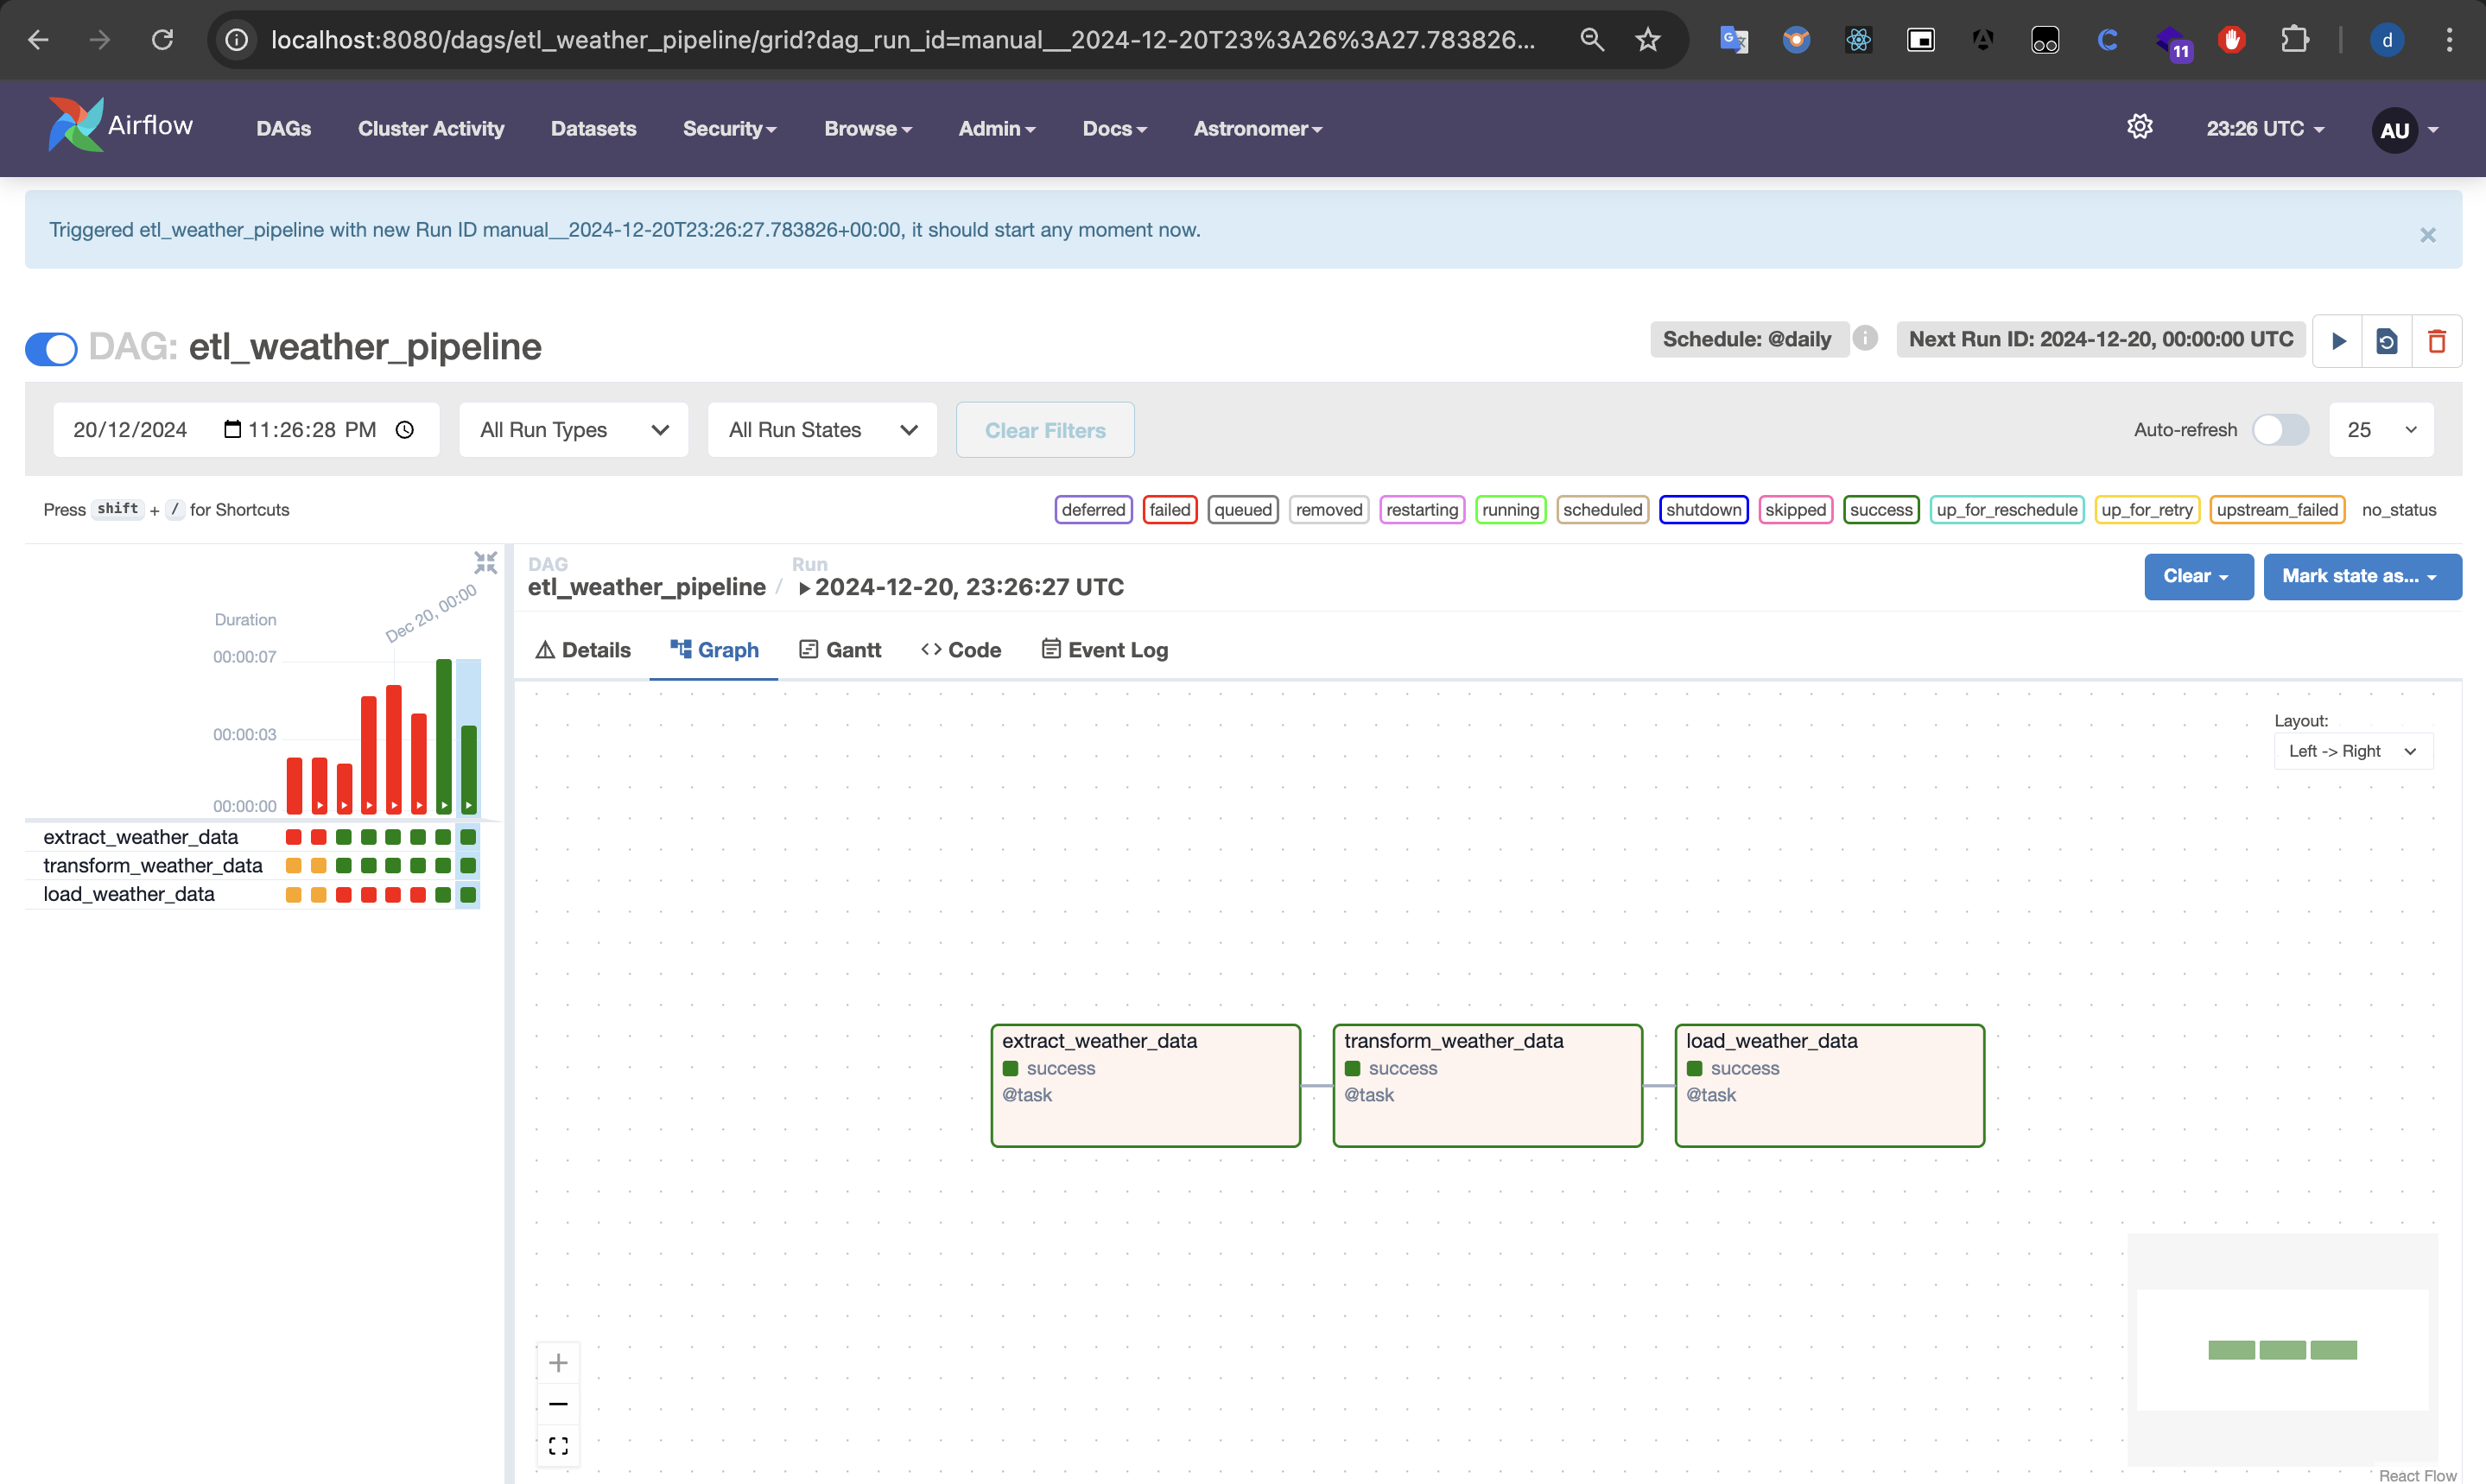 localhost:8080/dags/etl_weather_pipeline/grid?dag_run_id=manual__2024-12-20T23%3A26%3A27.783826...
11
d
Airflow
DAGs
Cluster Activity
Datasets
Security
Browse
Admin
Docs
Astronomer
23:26 UTC
AU
Triggered etl_weather_pipeline with new Run ID manual__2024-12-20T23:26:27.783826+00:00, it should start any moment now.
×
DAG: etl_weather_pipeline
Schedule: @daily
Next Run ID: 2024-12-20, 00:00:00 UTC
20/12/2024
11:26:28 PM
All Run Types
All Run States
Clear Filters
Auto-refresh
25
Press shift + / for Shortcuts
deferred
failed
queued
removed
restarting
running
scheduled
shutdown
skipped
success
up_for_reschedule
up_for_retry
upstream_failed
no_status
Dec 20, 00:00
Duration
00:00:07
00:00:03
00:00:00
extract_weather_data
transform_weather_data
load_weather_data
DAG
etl_weather_pipeline
/
Run
2024-12-20, 23:26:27 UTC
Clear
Mark state as...
Details
Graph
Gantt
Code
Event Log
Layout:
Left -> Right
extract_weather_data
success
@task
transform_weather_data
success
@task
load_weather_data
success
@task
React Flow